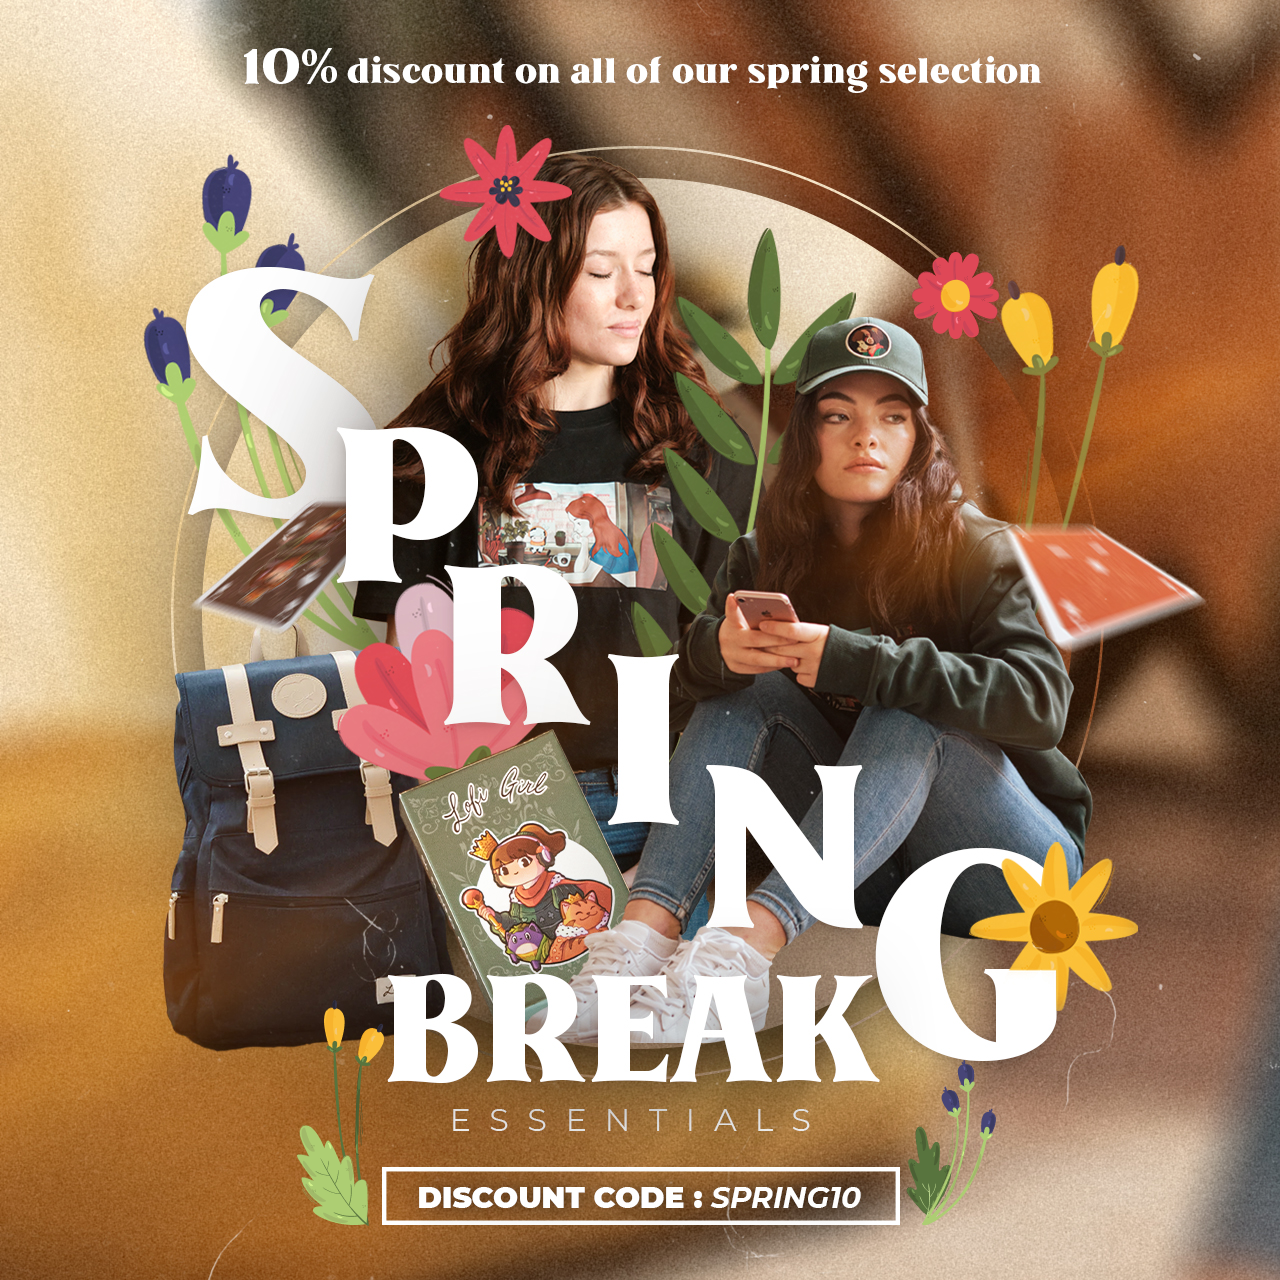 10% discount on all of our spring selection
SPRING
Lofi Girl
BREAK
ESSENTIALS
DISCOUNT CODE : SPRING10